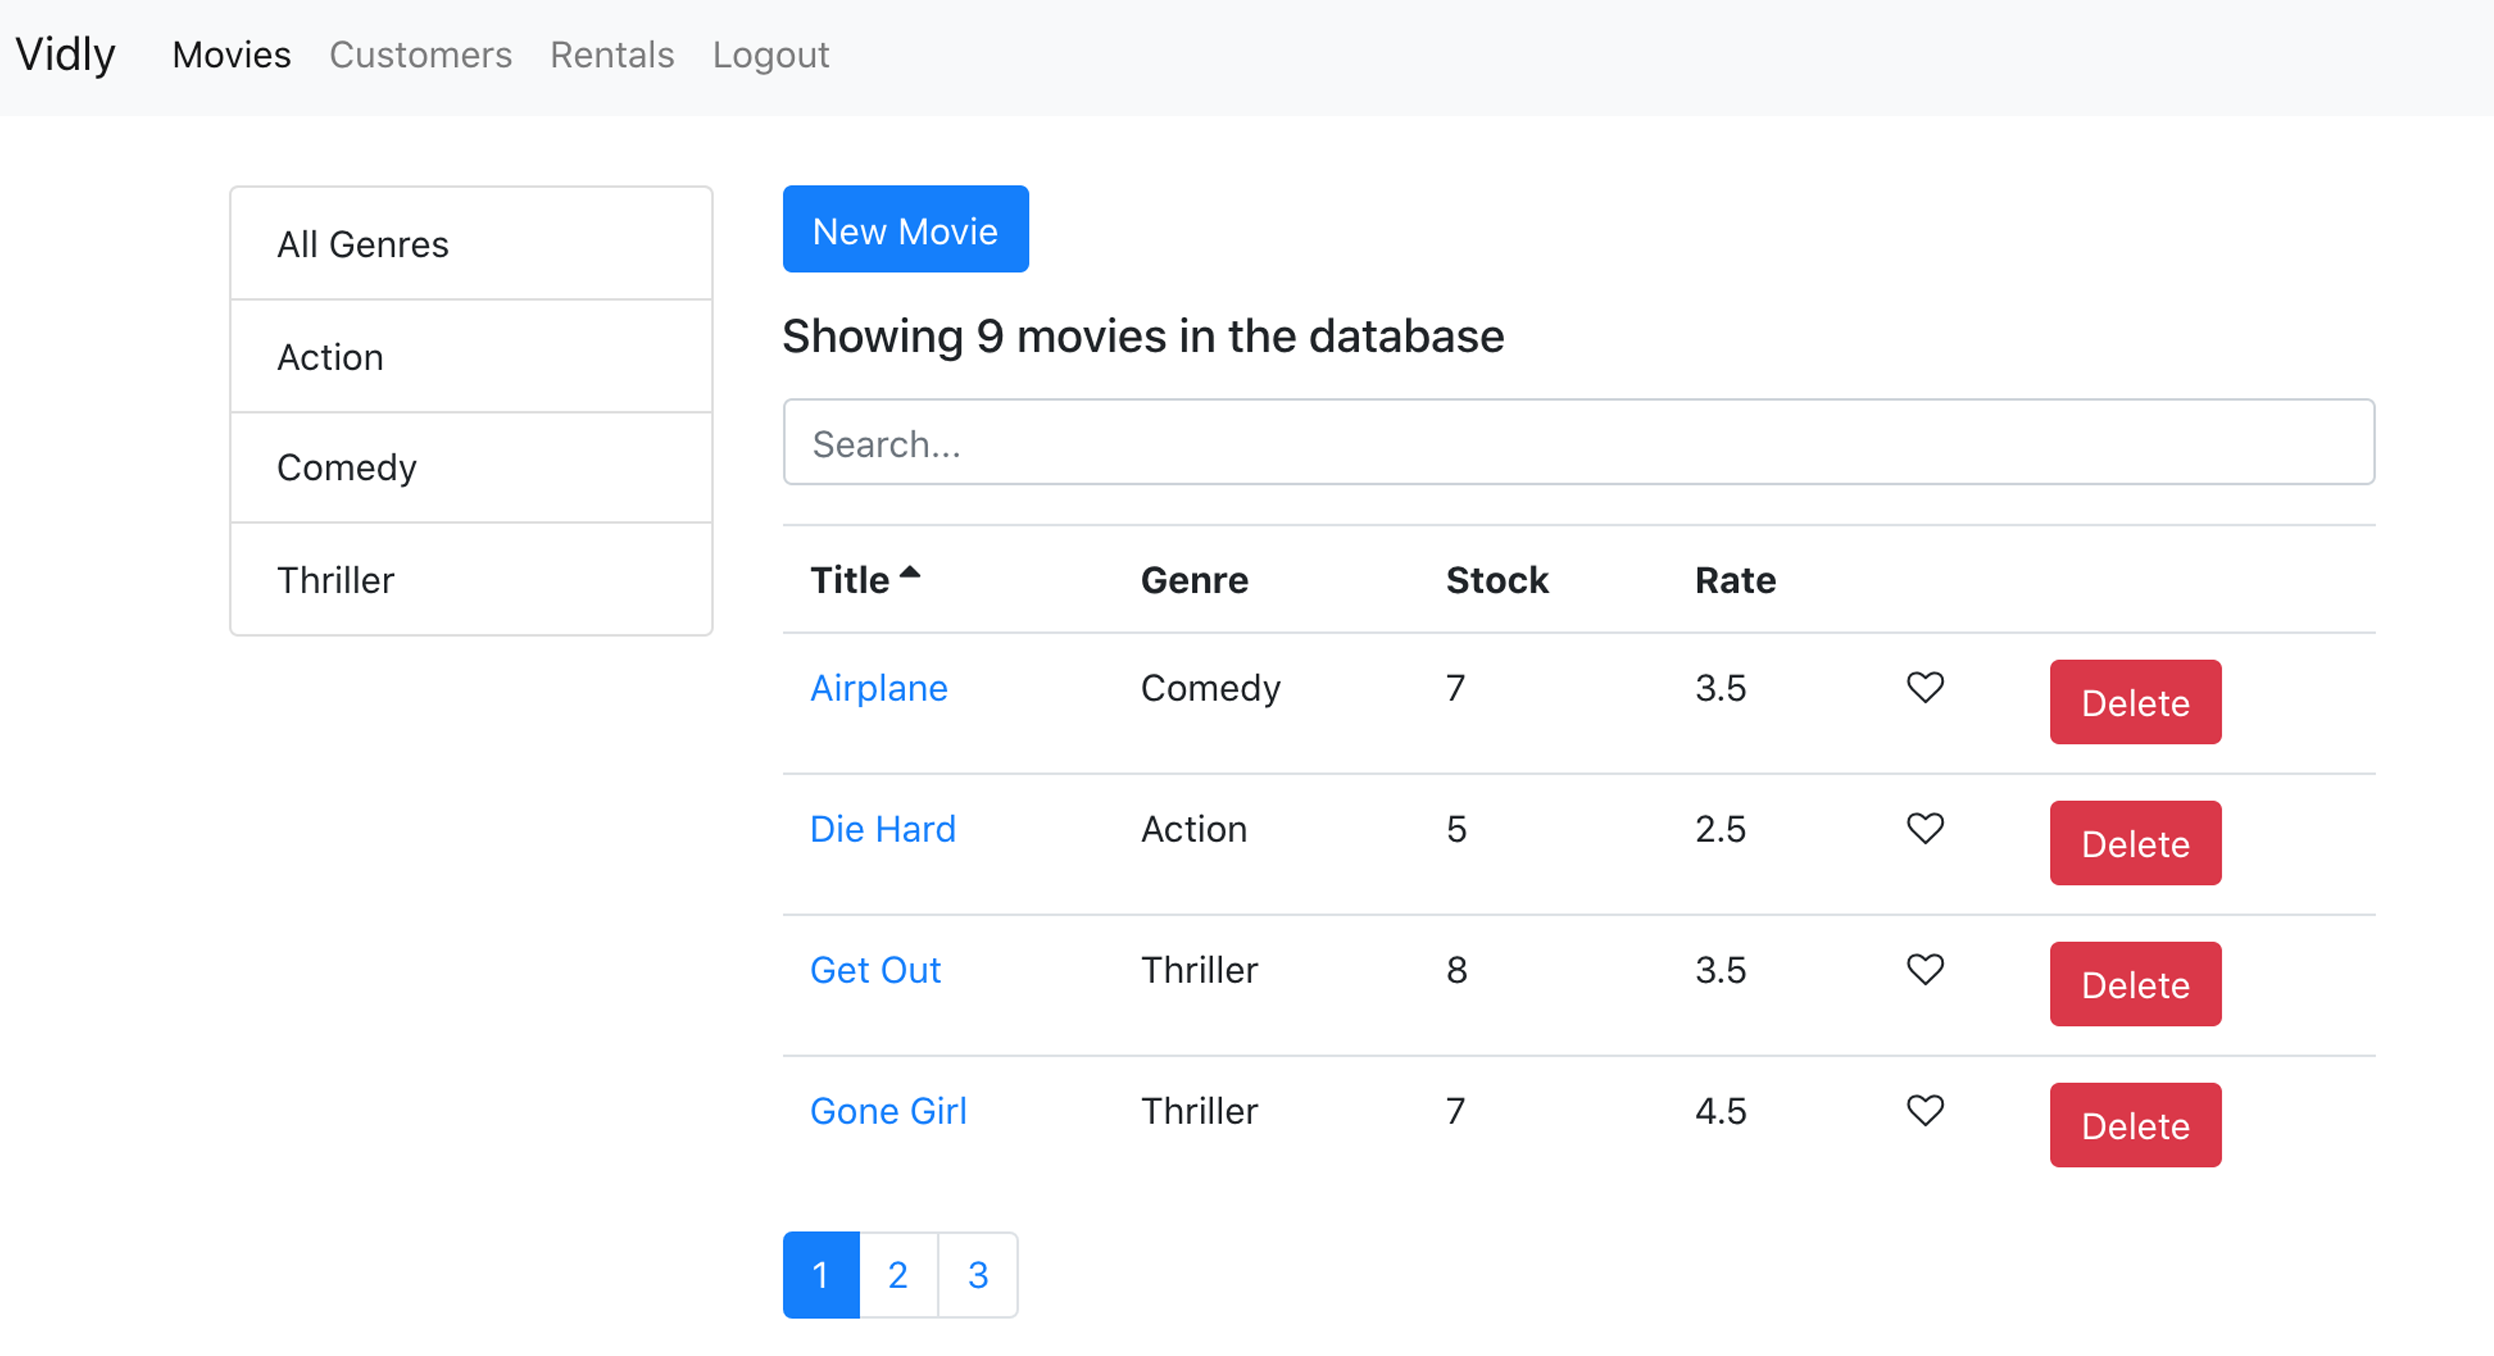 Vidly Movies Customers Rentals Logout
All Genres
Action
Comedy
Thriller
New Movie
Showing 9 movies in the database
Search...
Title Genre Stock Rate
Airplane Comedy 7 3.5 Delete
Die Hard Action 5 2.5 Delete
Get Out Thriller 8 3.5 Delete
Gone Girl Thriller 7 4.5 Delete
1 2 3